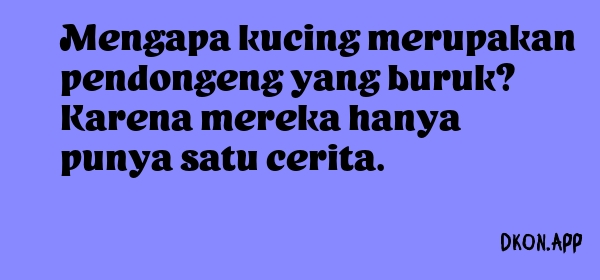 Mengapa kucing merupakan
pendongeng yang buruk?
Karena mereka hanya
punya satu cerita.
DKON.APP